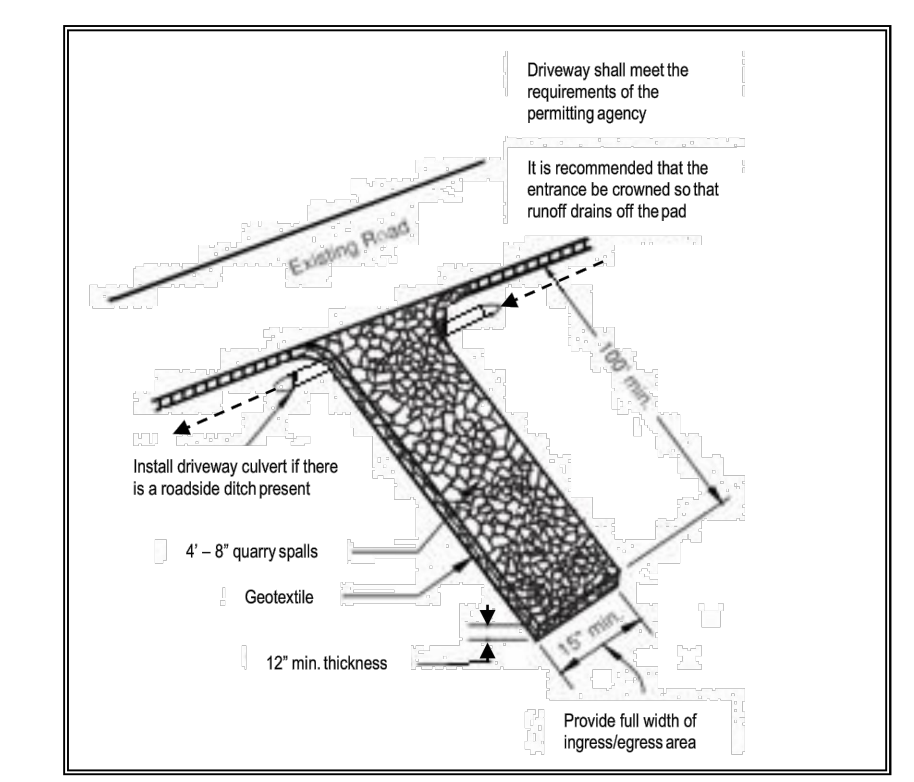 Driveway shall meet the
requirements of the
permitting agency
It is recommended that the
entrance be crowned so that
runoff drains off the pad
Existing Road
100' min.
Install driveway culvert if there
is a roadside ditch present
4' – 8" quarry spalls
Geotextile
12" min. thickness
15" min.
Provide full width of
ingress/egress area